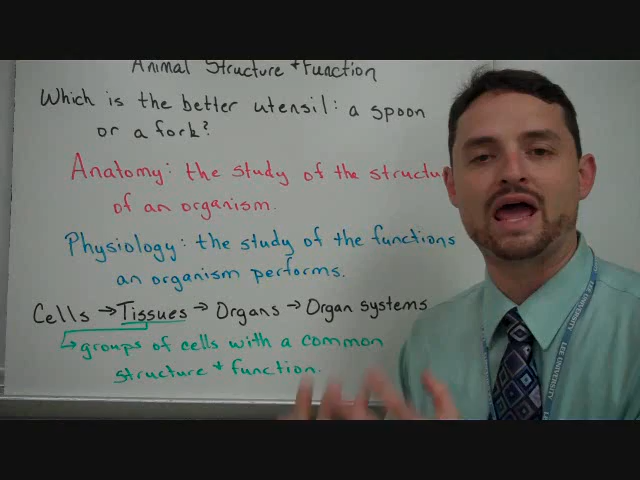 Animal Structure + Function
Which is the better utensil: a spoon
or a fork?
Anatomy: the study of the structu
of an organism.
Physiology: the study of the functions
an organism performs.
Cells → Tissues → Organs → Organ systems
↳ groups of cells with a common
structure + function.
LEE UNIVERSITY